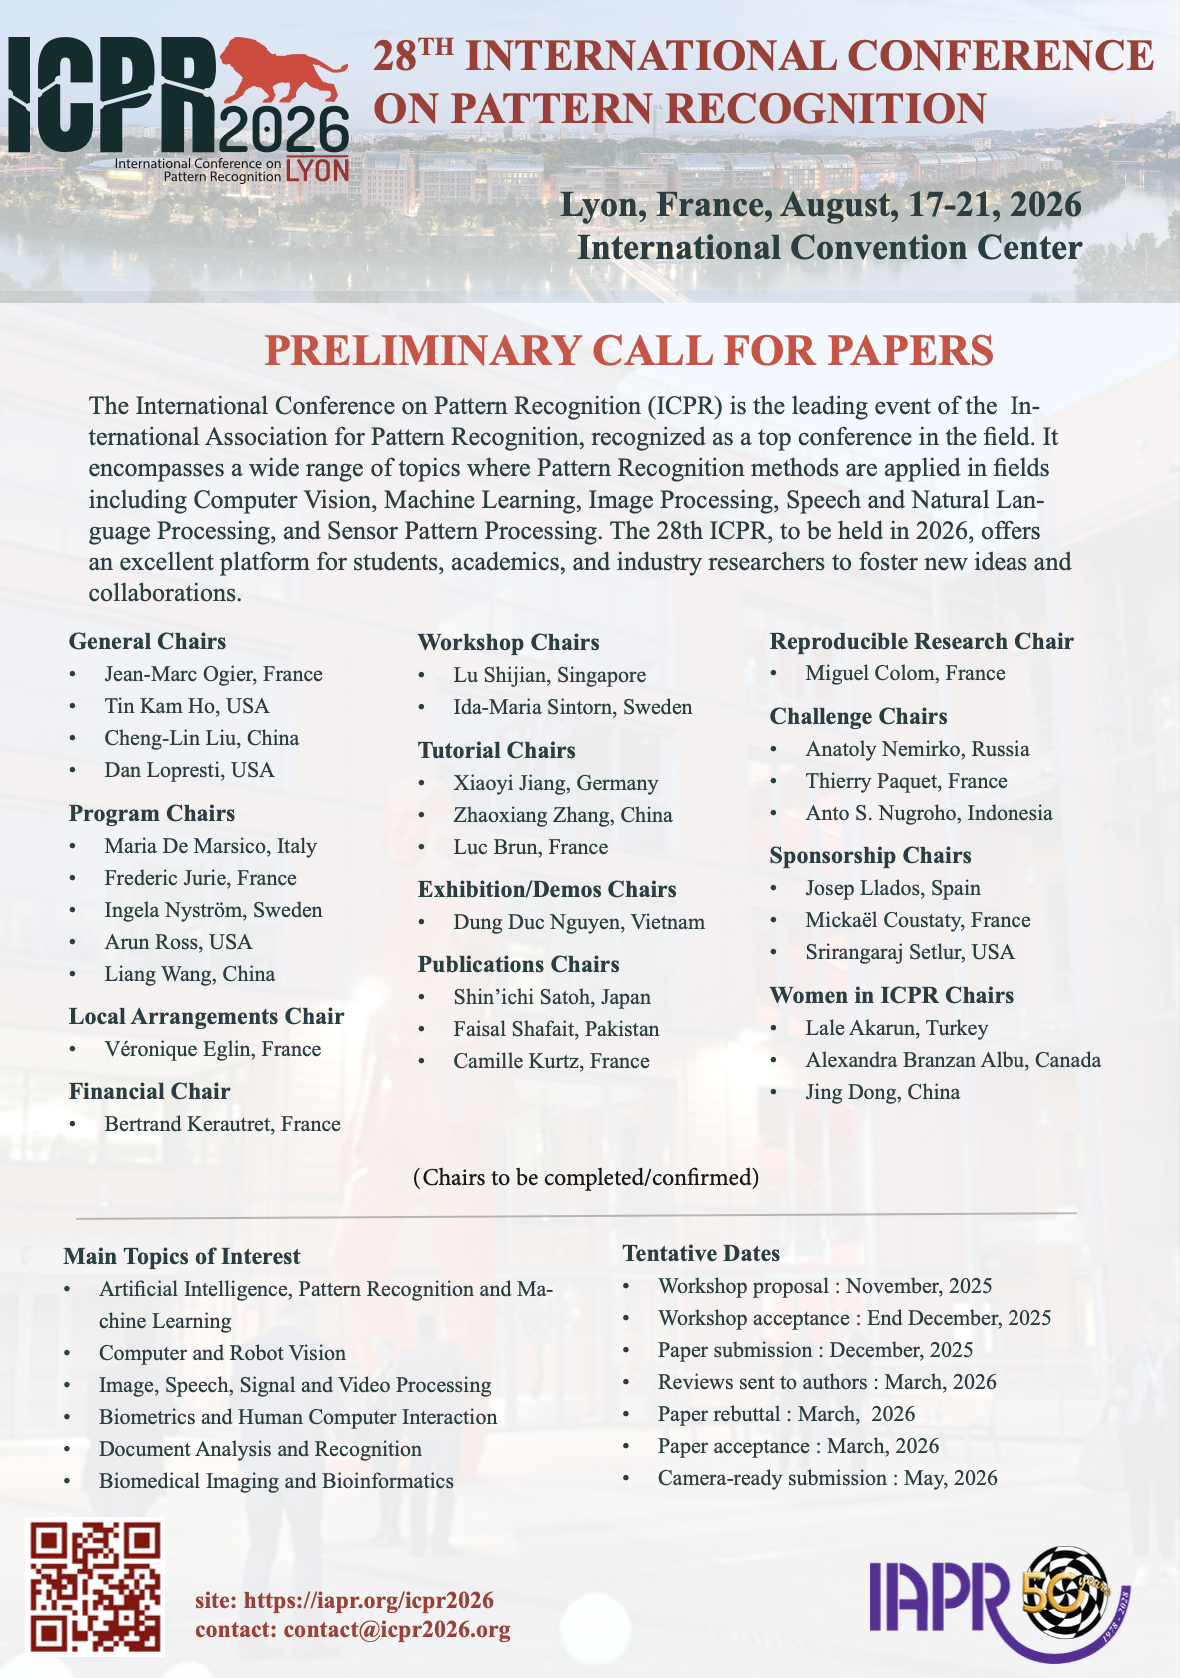 ICPR
2026
International Conference on
Pattern Recognition
LYON
28TH INTERNATIONAL CONFERENCE
ON PATTERN RECOGNITION
Lyon, France, August, 17-21, 2026
International Convention Center
PRELIMINARY CALL FOR PAPERS
The International Conference on Pattern Recognition (ICPR) is the leading event of the In-
ternational Association for Pattern Recognition, recognized as a top conference in the field. It
encompasses a wide range of topics where Pattern Recognition methods are applied in fields
including Computer Vision, Machine Learning, Image Processing, Speech and Natural Lan-
guage Processing, and Sensor Pattern Processing. The 28th ICPR, to be held in 2026, offers
an excellent platform for students, academics, and industry researchers to foster new ideas and
collaborations.
General Chairs
• Jean-Marc Ogier, France
• Tin Kam Ho, USA
• Cheng-Lin Liu, China
• Dan Lopresti, USA
Program Chairs
• Maria De Marsico, Italy
• Frederic Jurie, France
• Ingela Nyström, Sweden
• Arun Ross, USA
• Liang Wang, China
Local Arrangements Chair
• Véronique Eglin, France
Financial Chair
• Bertrand Kerautret, France
Workshop Chairs
• Lu Shijian, Singapore
• Ida-Maria Sintorn, Sweden
Tutorial Chairs
• Xiaoyi Jiang, Germany
• Zhaoxiang Zhang, China
• Luc Brun, France
Exhibition/Demos Chairs
• Dung Duc Nguyen, Vietnam
Publications Chairs
• Shin’ichi Satoh, Japan
• Faisal Shafait, Pakistan
• Camille Kurtz, France
Reproducible Research Chair
• Miguel Colom, France
Challenge Chairs
• Anatoly Nemirko, Russia
• Thierry Paquet, France
• Anto S. Nugroho, Indonesia
Sponsorship Chairs
• Josep Llados, Spain
• Mickaël Coustaty, France
• Srirangaraj Setlur, USA
Women in ICPR Chairs
• Lale Akarun, Turkey
• Alexandra Branzan Albu, Canada
• Jing Dong, China
(Chairs to be completed/confirmed)
Main Topics of Interest
• Artificial Intelligence, Pattern Recognition and Ma-
chine Learning
• Computer and Robot Vision
• Image, Speech, Signal and Video Processing
• Biometrics and Human Computer Interaction
• Document Analysis and Recognition
• Biomedical Imaging and Bioinformatics
Tentative Dates
• Workshop proposal : November, 2025
• Workshop acceptance : End December, 2025
• Paper submission : December, 2025
• Reviews sent to authors : March, 2026
• Paper rebuttal : March, 2026
• Paper acceptance : March, 2026
• Camera-ready submission : May, 2026
site: https://iapr.org/icpr2026
contact: contact@icpr2026.org
IAPR
50 years
1978 - 2028